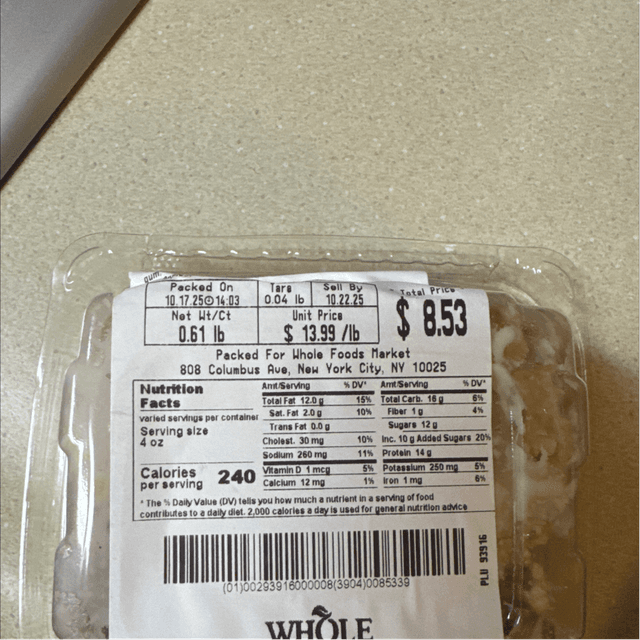 gum.
Packed On Tare Sell By Total Price
10.17.25 14:03 0.04 lb 10.22.25
$ 8.53
Net Wt/Ct Unit Price
0.61 lb $ 13.99 /lb
Packed For Whole Foods Market
808 Columbus Ave, New York City, NY 10025
Nutrition Facts
varied servings per container
Serving size
4 oz
Calories
per serving 240
Amt/Serving % DV* Amt/Serving % DV*
Total Fat 12.0 g 15% Total Carb. 16 g 6%
Sat. Fat 2.0 g 10% Fiber 1 g 4%
Trans Fat 0.0 g Sugars 12 g
Cholest. 30 mg 10% Inc. 10 g Added Sugars 20%
Sodium 260 mg 11% Protein 14 g
Vitamin D 1 mcg 5% Potassium 250 mg 5%
Calcium 12 mg 1% Iron 1 mg 6%
* The % Daily Value (DV) tells you how much a nutrient in a serving of food
contributes to a daily diet. 2,000 calories a day is used for general nutrition advice
(01)00293916000008(3904)0085339
PLU 93916
WHOLE